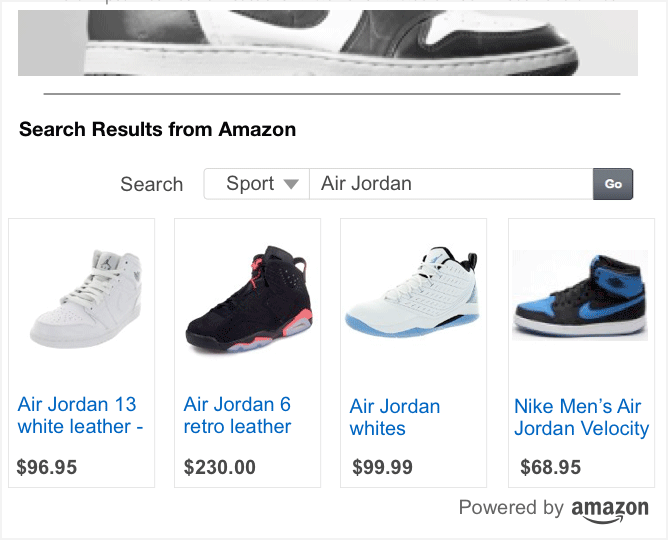 Search Results from Amazon
Search Sport Air Jordan Go
Air Jordan 13
white leather -
$96.95
Air Jordan 6
retro leather
$230.00
Air Jordan
whites
$99.99
Nike Men's Air
Jordan Velocity
$68.95
Powered by amazon